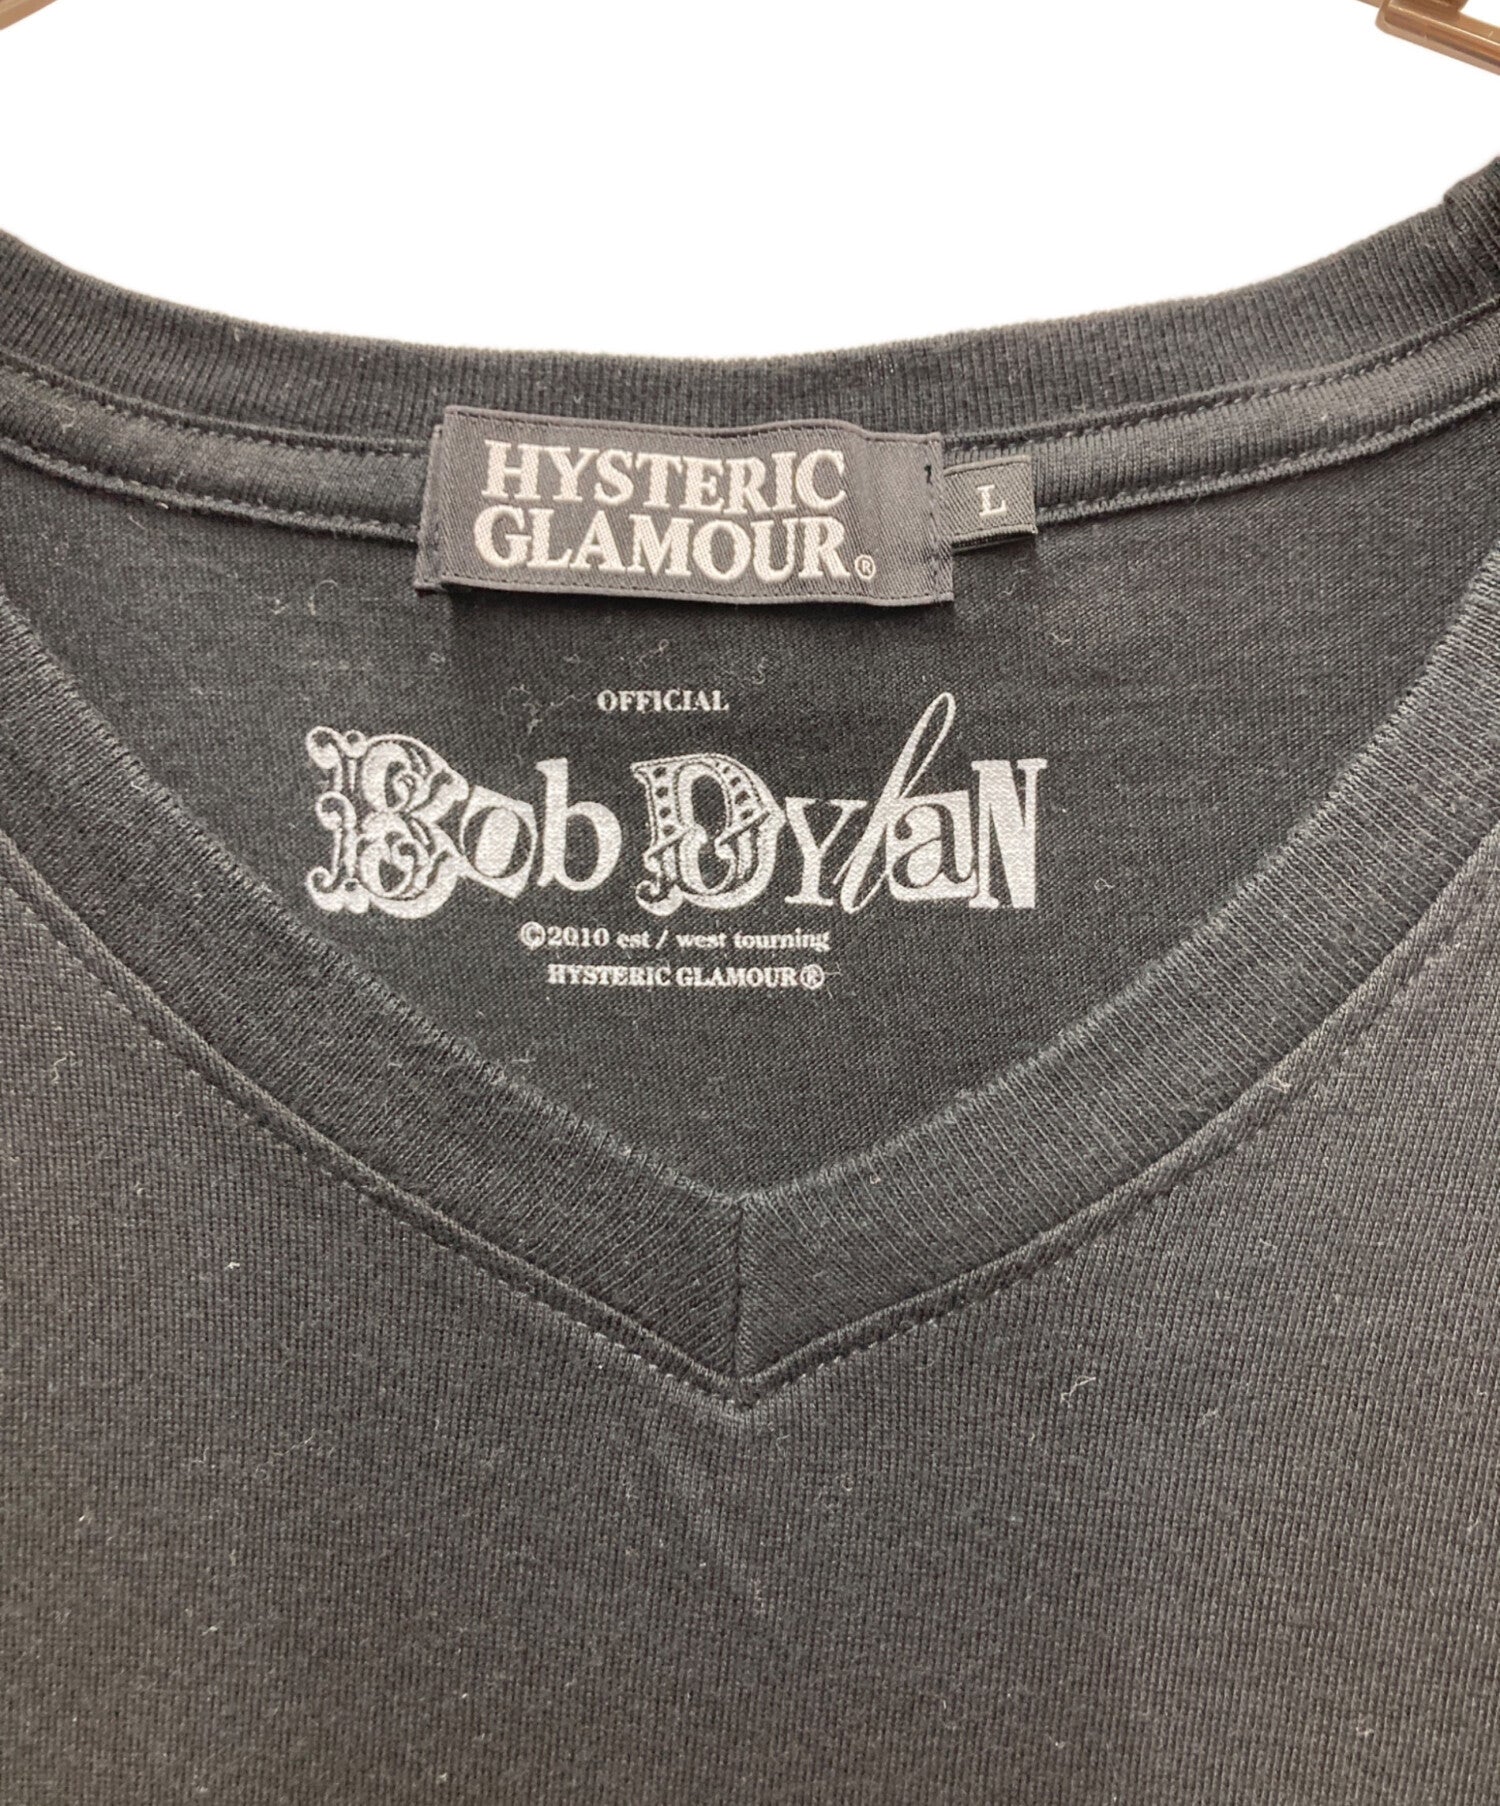 HYSTERIC
GLAMOUR®
L
OFFICIAL
Bob Dylan
©2010 est / west tourning
HYSTERIC GLAMOUR®